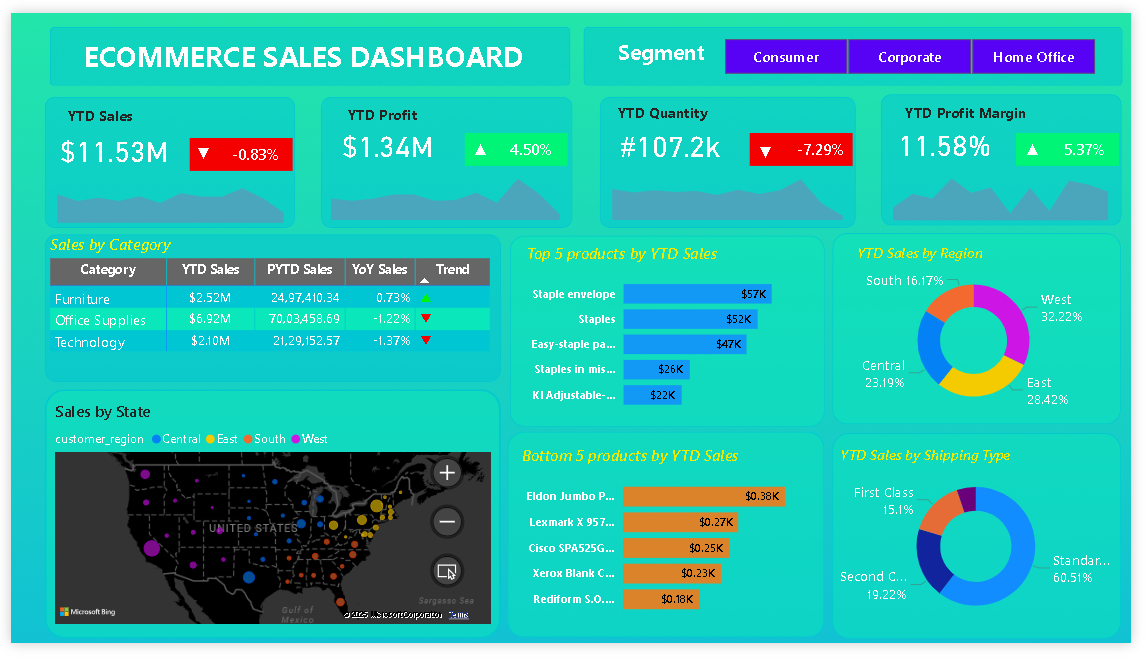 ECOMMERCE SALES DASHBOARD
Segment
Consumer Corporate Home Office
YTD Sales
$11.53M ▼ -0.83%
YTD Profit
$1.34M ▲ 4.50%
YTD Quantity
#107.2k ▼ -7.29%
YTD Profit Margin
11.58% ▲ 5.37%
Sales by Category
Category YTD Sales PYTD Sales YoY Sales Trend
Furniture $2.52M 24,97,410.34 0.73% ▲
Office Supplies $6.92M 70,03,458.69 -1.22% ▼
Technology $2.10M 21,29,152.57 -1.37% ▼
Top 5 products by YTD Sales
Staple envelope $57K
Staples $52K
Easy-staple pa... $47K
Staples in mis... $26K
KI Adjustable-... $22K
YTD Sales by Region
South 16.17%
West
32.22%
Central
23.19%
East
28.42%
Sales by State
customer_region Central East South West
UNITED STATES
Gulf of
Mexico
Sargasso Sea
Microsoft Bing
© 2025 Microsoft Corporation Terms
Bottom 5 products by YTD Sales
Eldon Jumbo P... $0.38K
Lexmark X 957... $0.27K
Cisco SPA525G... $0.25K
Xerox Blank C... $0.23K
Rediform S.O.... $0.18K
YTD Sales by Shipping Type
First Class
15.1%
Standar...
60.51%
Second C...
19.22%